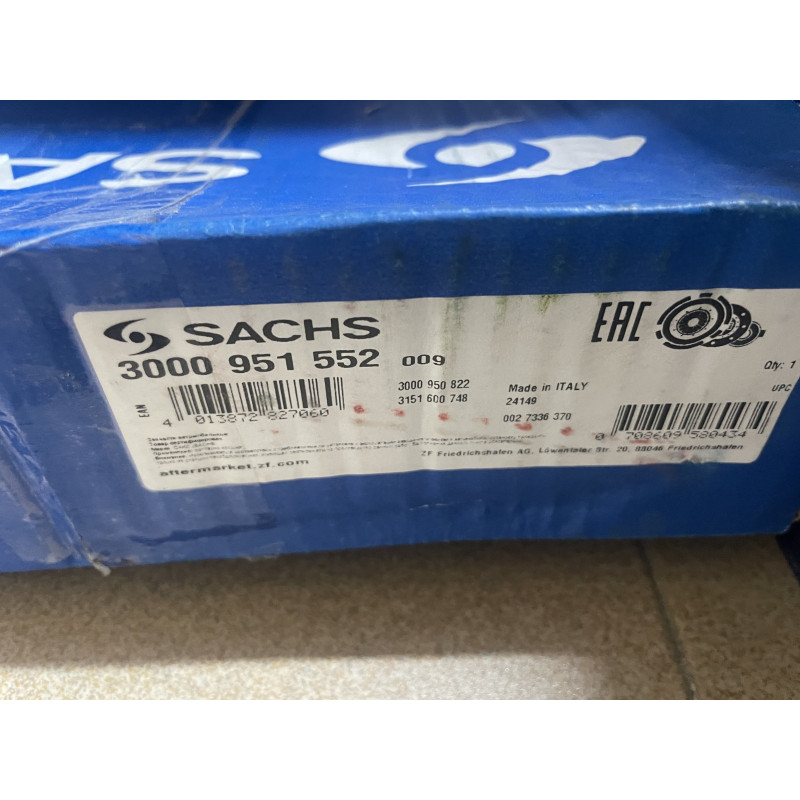 SA
SACHS
EAC
3000 951 552 009
Qty: 1
3000 950 822
Made in ITALY
UPC
3151 600 748
24149
EAN
4 013872 827060
002 7336 370
0 708609 580434
ZF Friedrichshafen AG, Löwentaler Str. 20, 88046 Friedrichshafen
aftermarket.zf.com